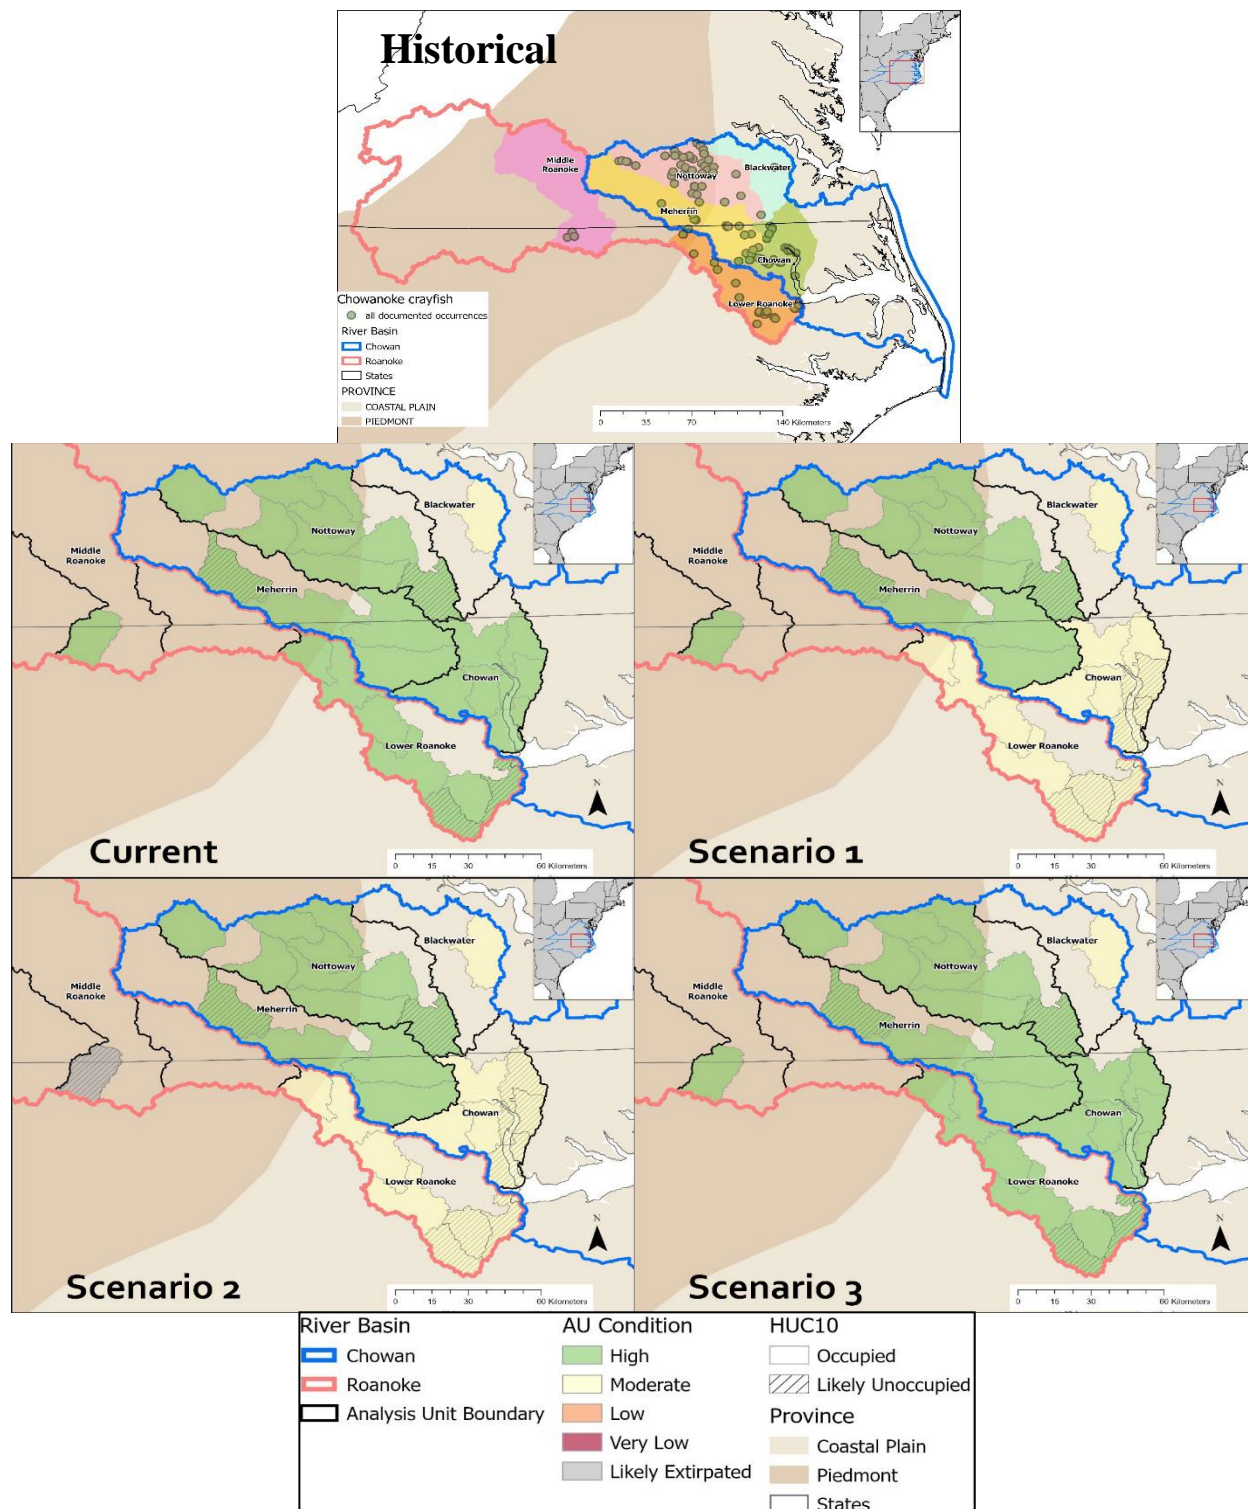 Historical
Middle
Roanoke
Nottoway
Blackwater
Meherrin
Chowan
Lower Roanoke
Chowanoke crayfish
all documented occurrences
River Basin
Chowan
Roanoke
States
PROVINCE
COASTAL PLAIN
PIEDMONT
0 35 70 140 Kilometers
Blackwater
Nottoway
Middle
Roanoke
Meherrin
Chowan
Lower Roanoke
N
Current
0 15 30 60 Kilometers
Blackwater
Nottoway
Middle
Roanoke
Meherrin
Chowan
Lower Roanoke
N
Scenario 1
0 15 30 60 Kilometers
Blackwater
Nottoway
Middle
Roanoke
Meherrin
Chowan
Lower Roanoke
N
Scenario 2
0 15 30 60 Kilometers
Blackwater
Nottoway
Middle
Roanoke
Meherrin
Chowan
Lower Roanoke
N
Scenario 3
0 15 30 60 Kilometers
River Basin
Chowan
Roanoke
Analysis Unit Boundary
AU Condition
High
Moderate
Low
Very Low
Likely Extirpated
HUC10
Occupied
Likely Unoccupied
Province
Coastal Plain
Piedmont
States